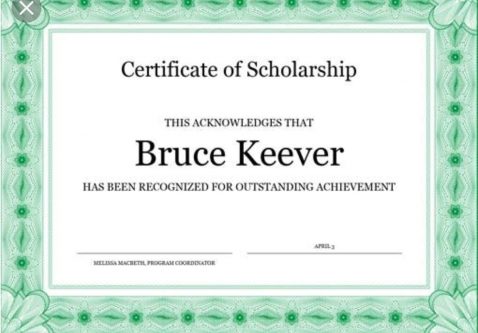 Certificate of Scholarship
THIS ACKNOWLEDGES THAT
Bruce Keever
HAS BEEN RECOGNIZED FOR OUTSTANDING ACHIEVEMENT
APRIL 3
MELISSA MACBETH, PROGRAM COORDINATOR